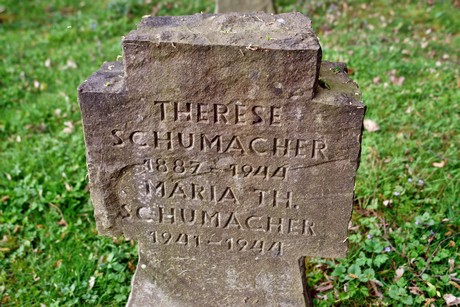 THERESE
SCHUMACHER
1887-1944
MARIA TH.
SCHUMACHER
1941-1944